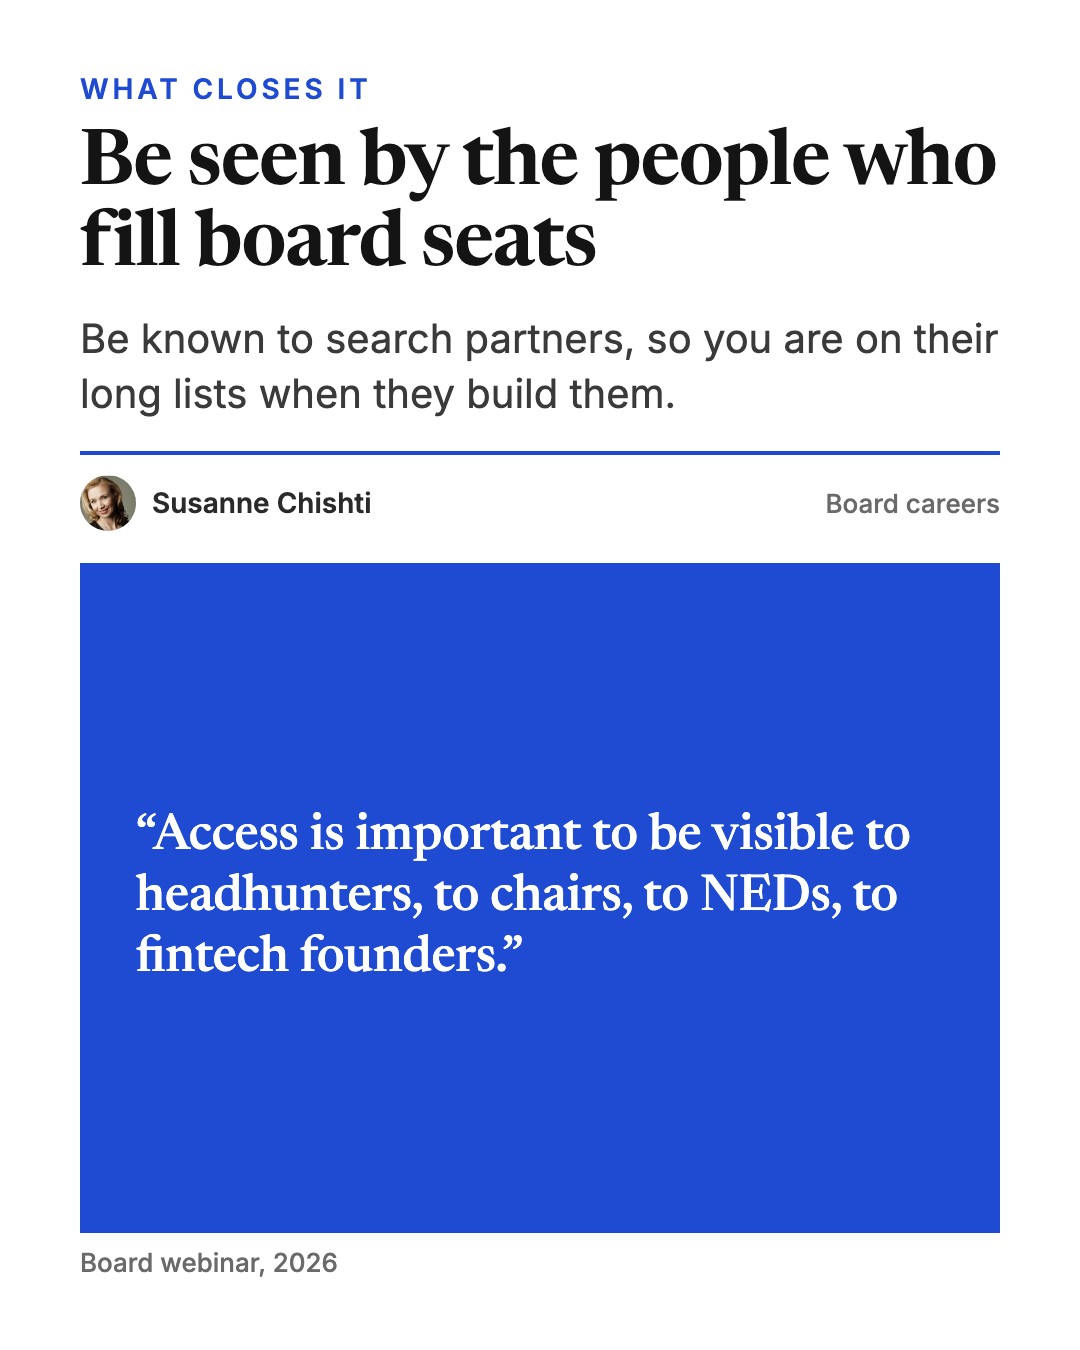 WHAT CLOSES IT
Be seen by the people who
fill board seats
Be known to search partners, so you are on their
long lists when they build them.
Susanne Chishti
Board careers
“Access is important to be visible to
headhunters, to chairs, to NEDs, to
fintech founders.”
Board webinar, 2026